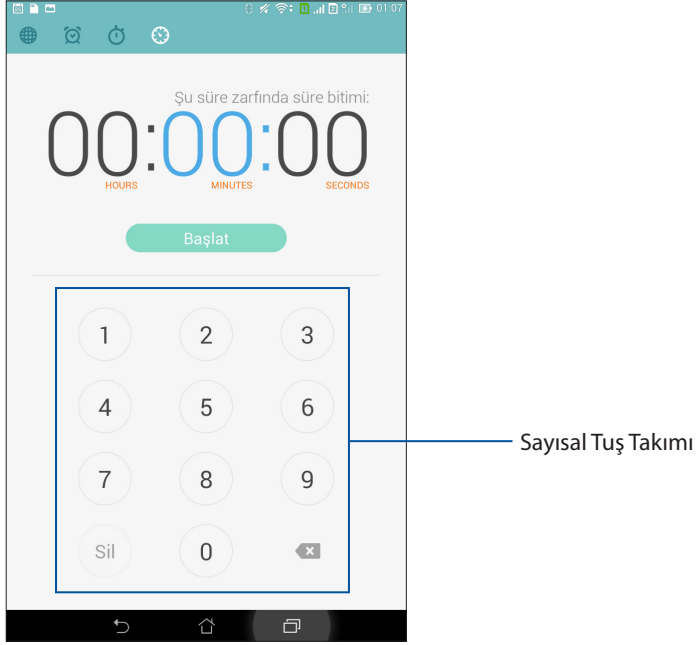 01:07
Şu süre zarfında süre bitimi:
00:00:00
HOURS MINUTES SECONDS
Başlat
1 2 3
4 5 6
Sayısal Tuş Takımı
7 8 9
Sil 0